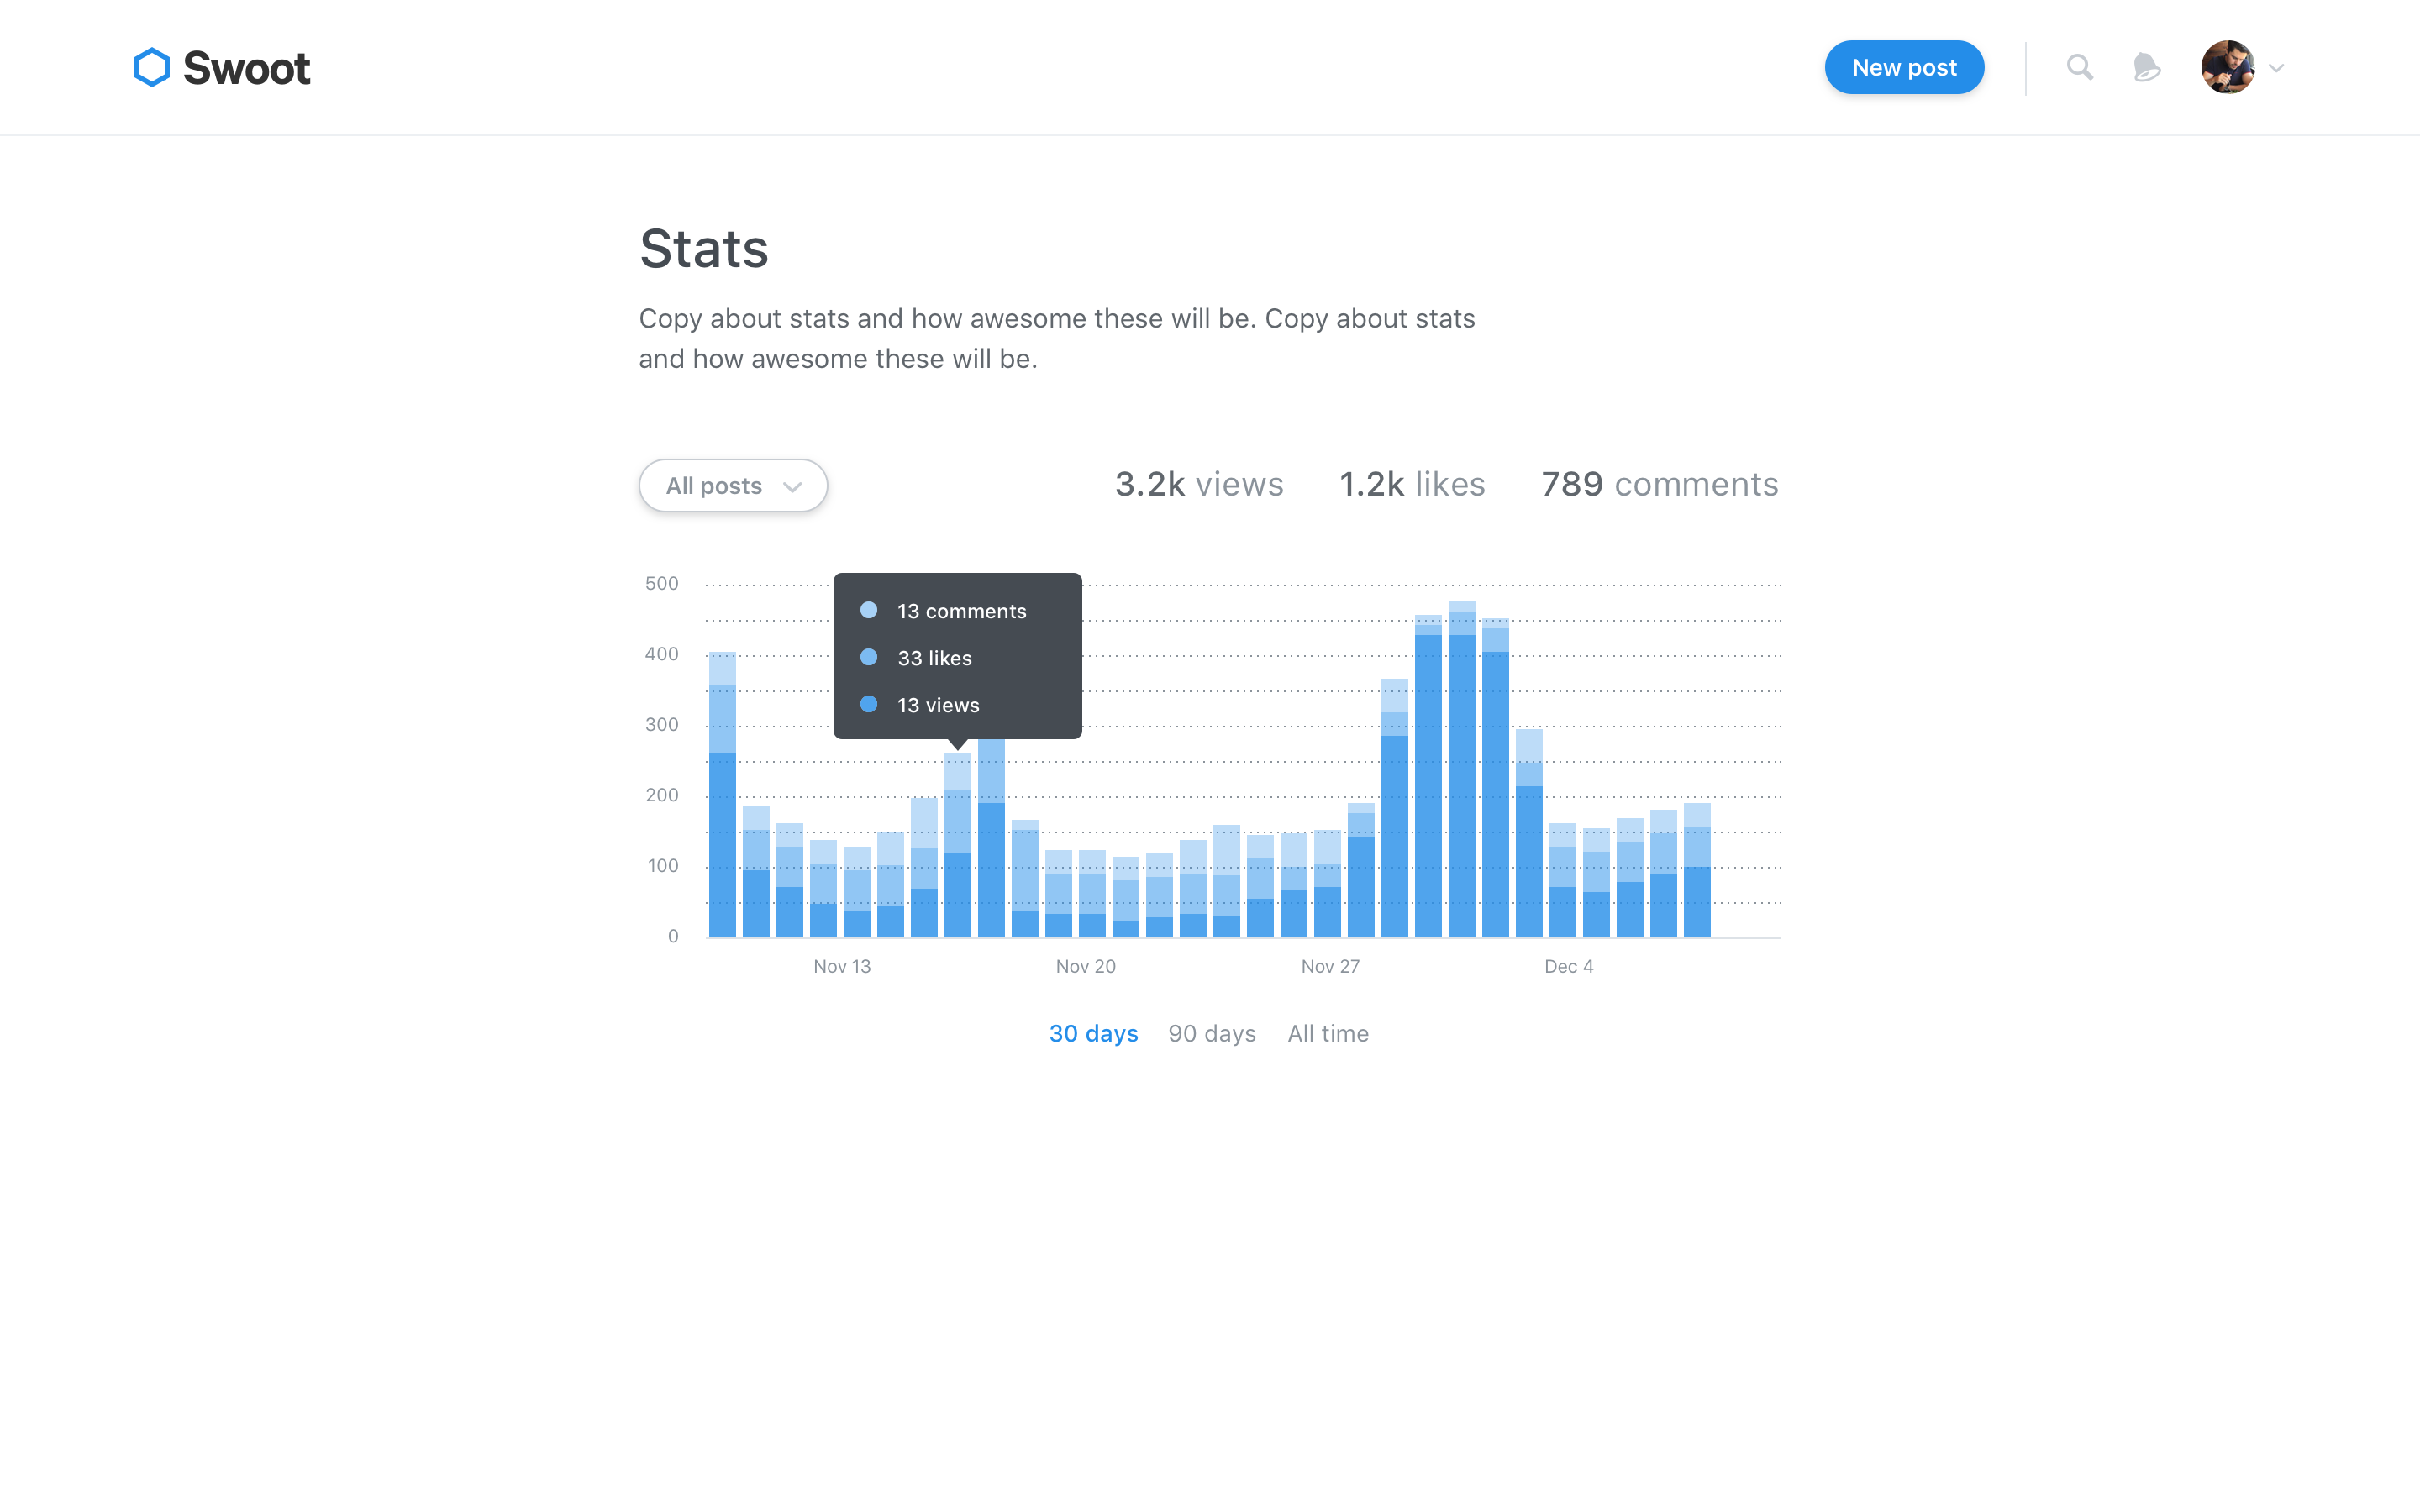 Swoot
New post
Stats
Copy about stats and how awesome these will be. Copy about stats
and how awesome these will be.
All posts
3.2k views 1.2k likes 789 comments
500
400
300
200
100
0
13 comments
33 likes
13 views
Nov 13 Nov 20 Nov 27 Dec 4
30 days 90 days All time